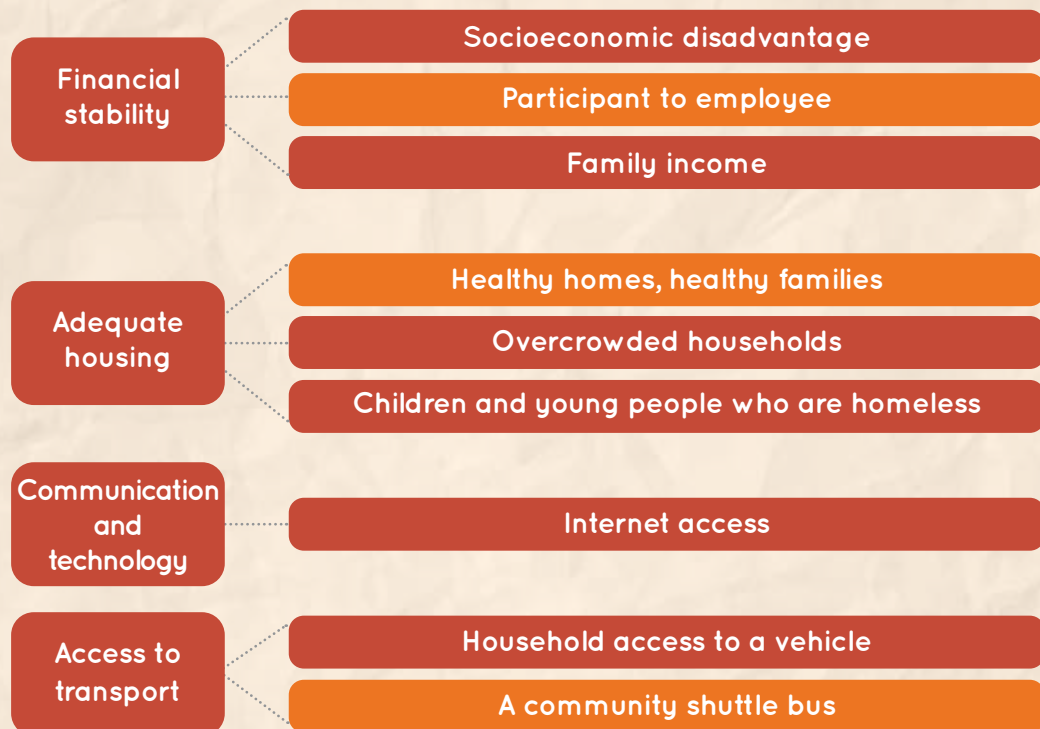 Financial
stability
Socioeconomic disadvantage
Participant to employee
Family income
Adequate
housing
Healthy homes, healthy families
Overcrowded households
Children and young people who are homeless
Communication
and
technology
Internet access
Access to
transport
Household access to a vehicle
A community shuttle bus